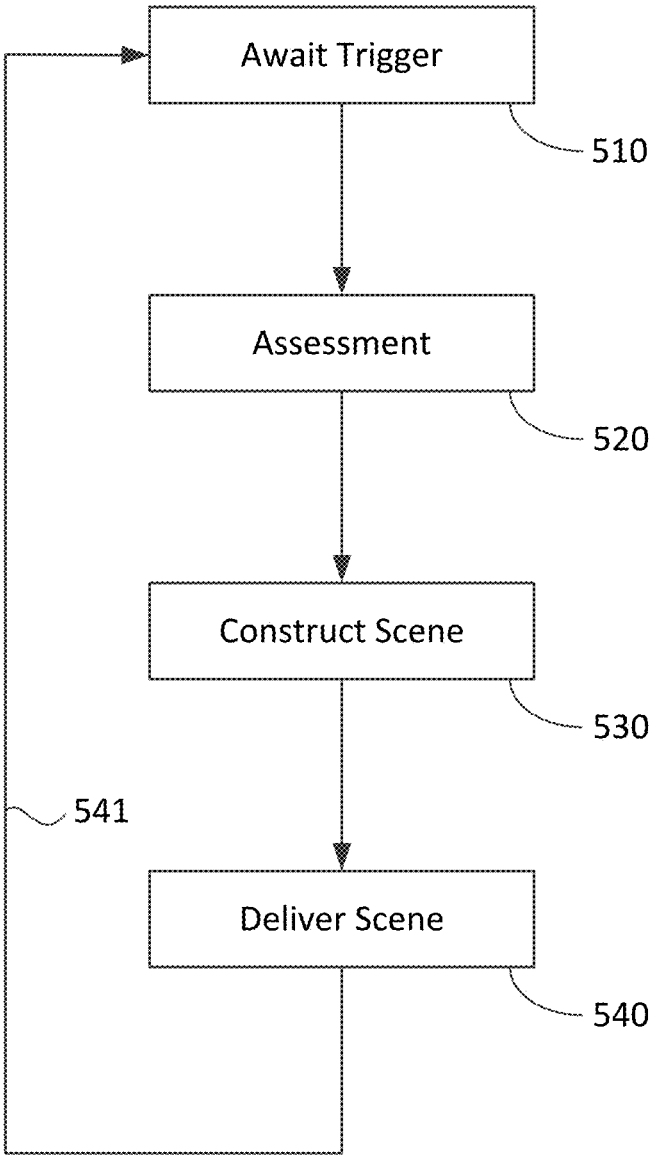 Await Trigger
510
Assessment
520
Construct Scene
530
541
Deliver Scene
540